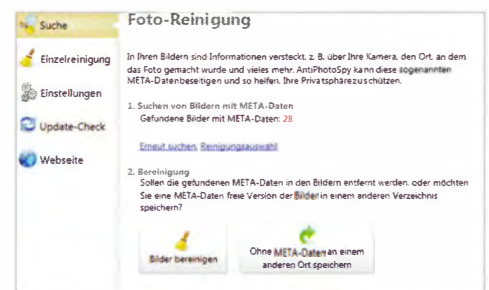 Suche
Einzelreinigung
Einstellungen
Update-Check
Webseite
Foto-Reinigung
In Ihren Bildern sind Informationen versteckt, z. B. über Ihre Kamera, den Ort, an dem
das Foto gemacht wurde und vieles mehr. AntiPhotoSpy kann diese sogenannten
META-Daten beseitigen und so helfen, Ihre Privatsphäre zu schützen.
1. Suchen von Bildern mit META-Daten
Gefundene Bilder mit META-Daten: 28
Erneut suchen, Reinigungsauswahl
2. Bereinigung
Sollen die gefundenen META-Daten in den Bildern entfernt werden, oder möchten
Sie eine META-Daten freie Version der Bilder in einem anderen Verzeichnis
speichern?
Bilder bereinigen
Ohne META-Daten an einem
anderen Ort speichern